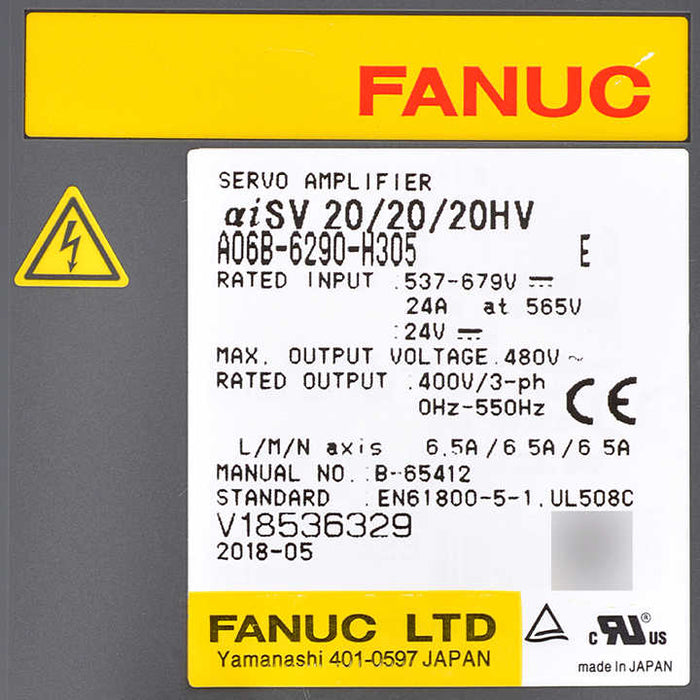 FANUC
SERVO AMPLIFIER
αiSV 20/20/20HV
A06B-6290-H305 E
RATED INPUT :537-679V ⎓
24A at 565V
:24V ⎓
MAX. OUTPUT VOLTAGE.480V ~
RATED OUTPUT :400V/3-ph
0Hz-550Hz CE
L/M/N axis 6.5A/6 5A/6 5A
MANUAL NO. :B-65412
STANDARD :EN61800-5-1,UL508C
V18536329
2018-05
FANUC LTD
Yamanashi 401-0597 JAPAN
c RU® US
made in JAPAN